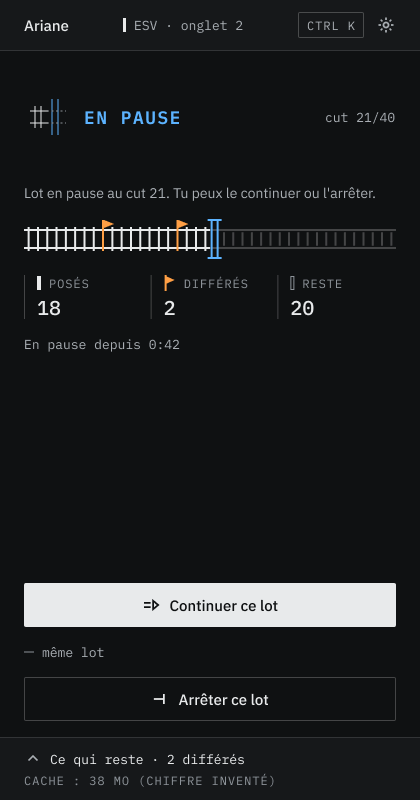 Ariane
ESV · onglet 2
CTRL K
EN PAUSE
cut 21/40
Lot en pause au cut 21. Tu peux le continuer ou l'arrêter.
POSÉS
18
DIFFÉRÉS
2
RESTE
20
En pause depuis 0:42
Continuer ce lot
— même lot
Arrêter ce lot
Ce qui reste · 2 différés
CACHE : 38 MO (CHIFFRE INVENTÉ)